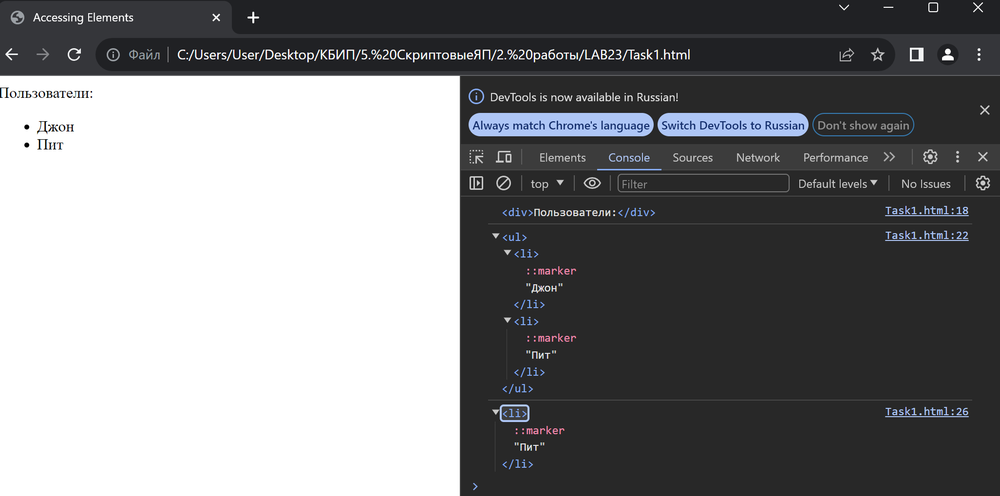 Accessing Elements
Файл
C:/Users/User/Desktop/КБИП/5.%20СкриптовыеЯП/2.%20работы/LAB23/Task1.html
Пользователи:
Джон
Пит
DevTools is now available in Russian!
Always match Chrome's language
Switch DevTools to Russian
Don't show again
Elements
Console
Sources
Network
Performance
top
Filter
Default levels
No Issues
<div>Пользователи:</div>
Task1.html:18
<ul>
Task1.html:22
<li>
::marker
"Джон"
</li>
<li>
::marker
"Пит"
</li>
</ul>
<li>
Task1.html:26
::marker
"Пит"
</li>